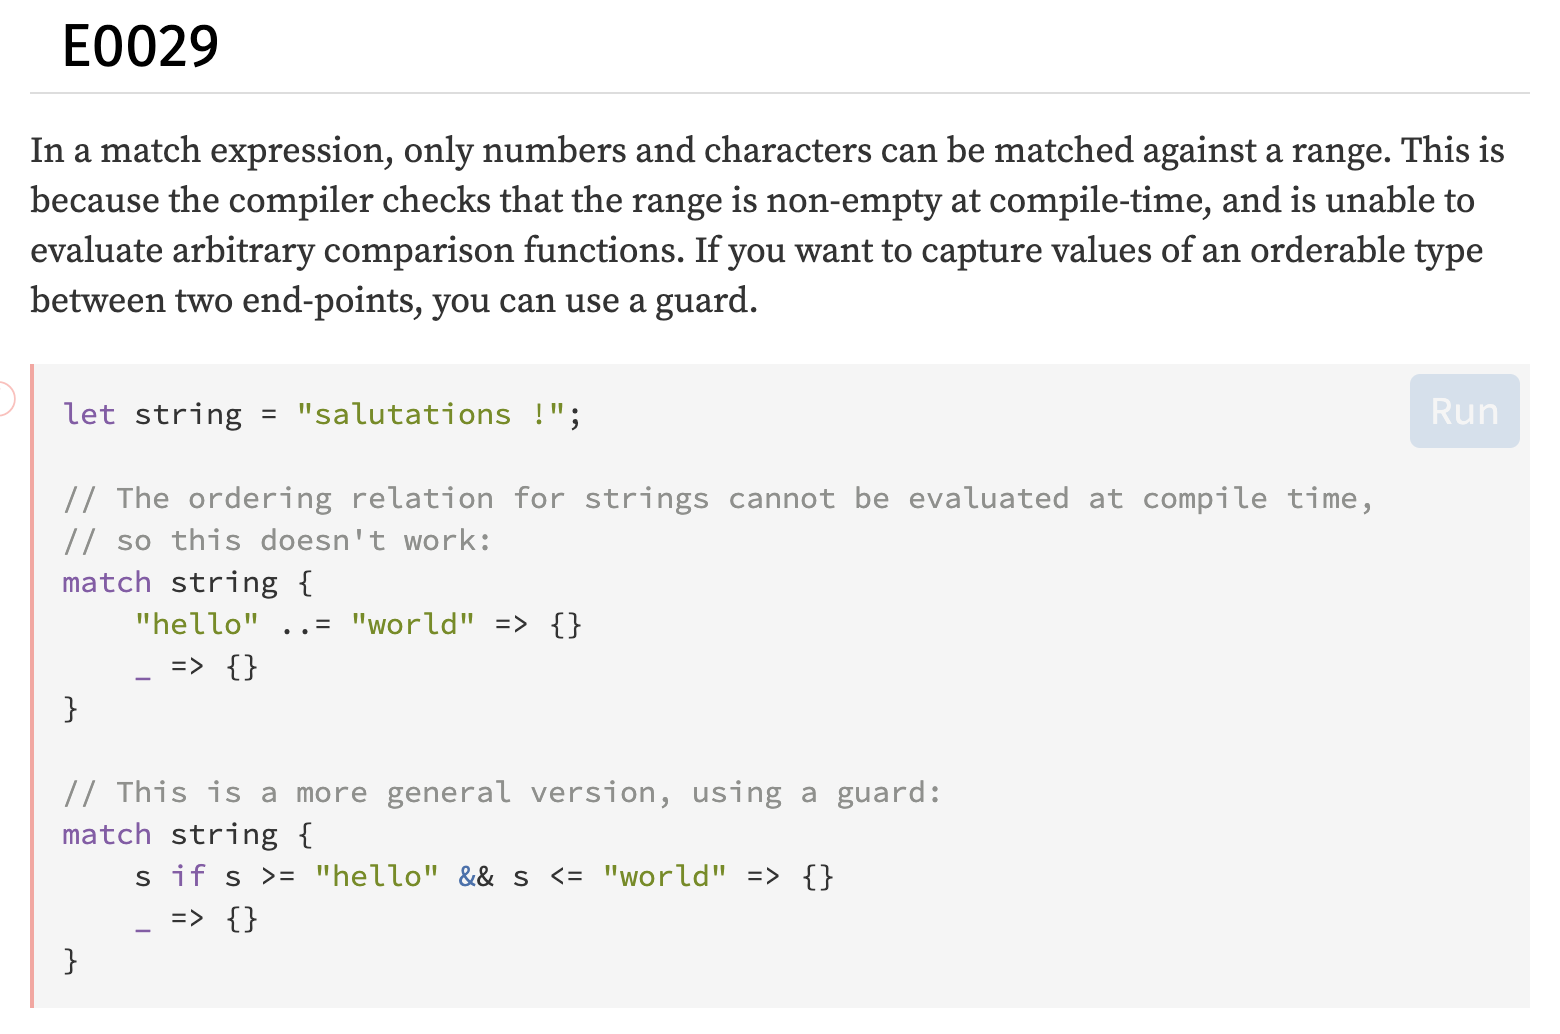 E0029
In a match expression, only numbers and characters can be matched against a range. This is
because the compiler checks that the range is non-empty at compile-time, and is unable to
evaluate arbitrary comparison functions. If you want to capture values of an orderable type
between two end-points, you can use a guard.
Run
let string = "salutations !";
// The ordering relation for strings cannot be evaluated at compile time,
// so this doesn't work:
match string {
    "hello" ..= "world" => {}
    _ => {}
}
// This is a more general version, using a guard:
match string {
    s if s >= "hello" && s <= "world" => {}
    _ => {}
}